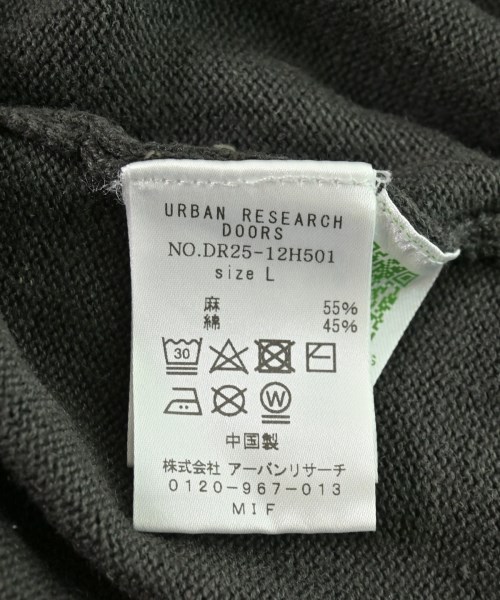 URBAN RESEARCH
DOORS
NO.DR25-12H501
size L
麻 55%
綿 45%
30
W
中国製
株式会社 アーバンリサーチ
0120-967-013
MIF